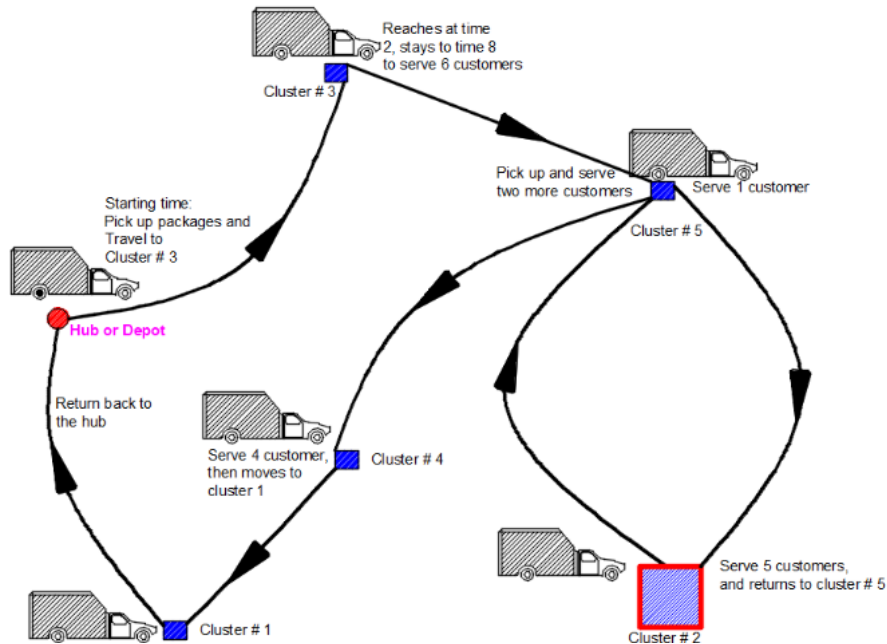 Reaches at time
2, stays to time 8
to serve 6 customers
Cluster # 3
Pick up and serve
two more customers
Serve 1 customer
Cluster # 5
Starting time:
Pick up packages and
Travel to
Cluster # 3
Hub or Depot
Return back to
the hub
Serve 4 customer,
then moves to
cluster 1
Cluster # 4
Serve 5 customers,
and returns to cluster # 5
Cluster # 1
Cluster # 2